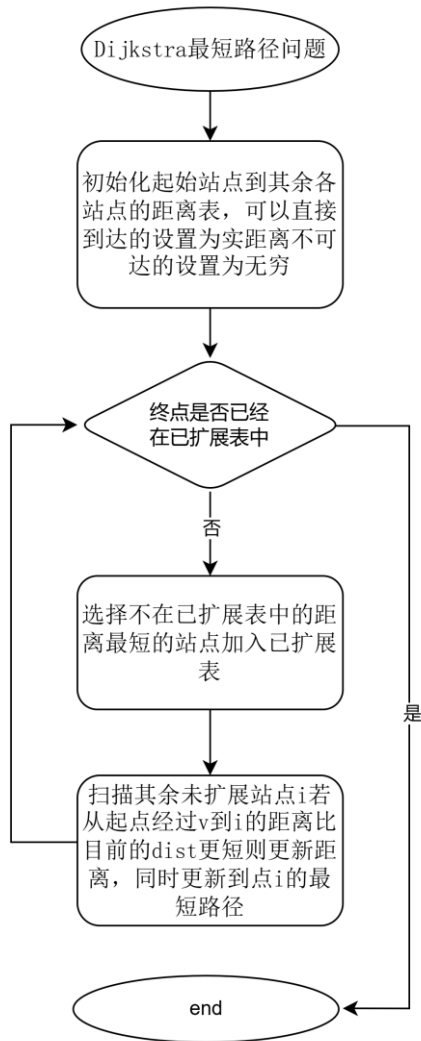 Dijkstra最短路径问题
初始化起始站点到其余各
站点的距离表，可以直接
到达的设置为实距离不可
达的设置为无穷
终点是否已经
在已扩展表中
否
选择不在已扩展表中的距
离最短的站点加入已扩展
表
是
扫描其余未扩展站点i若
从起点经过v到i的距离比
目前的dist更短则更新距
离，同时更新到点i的最
短路径
end